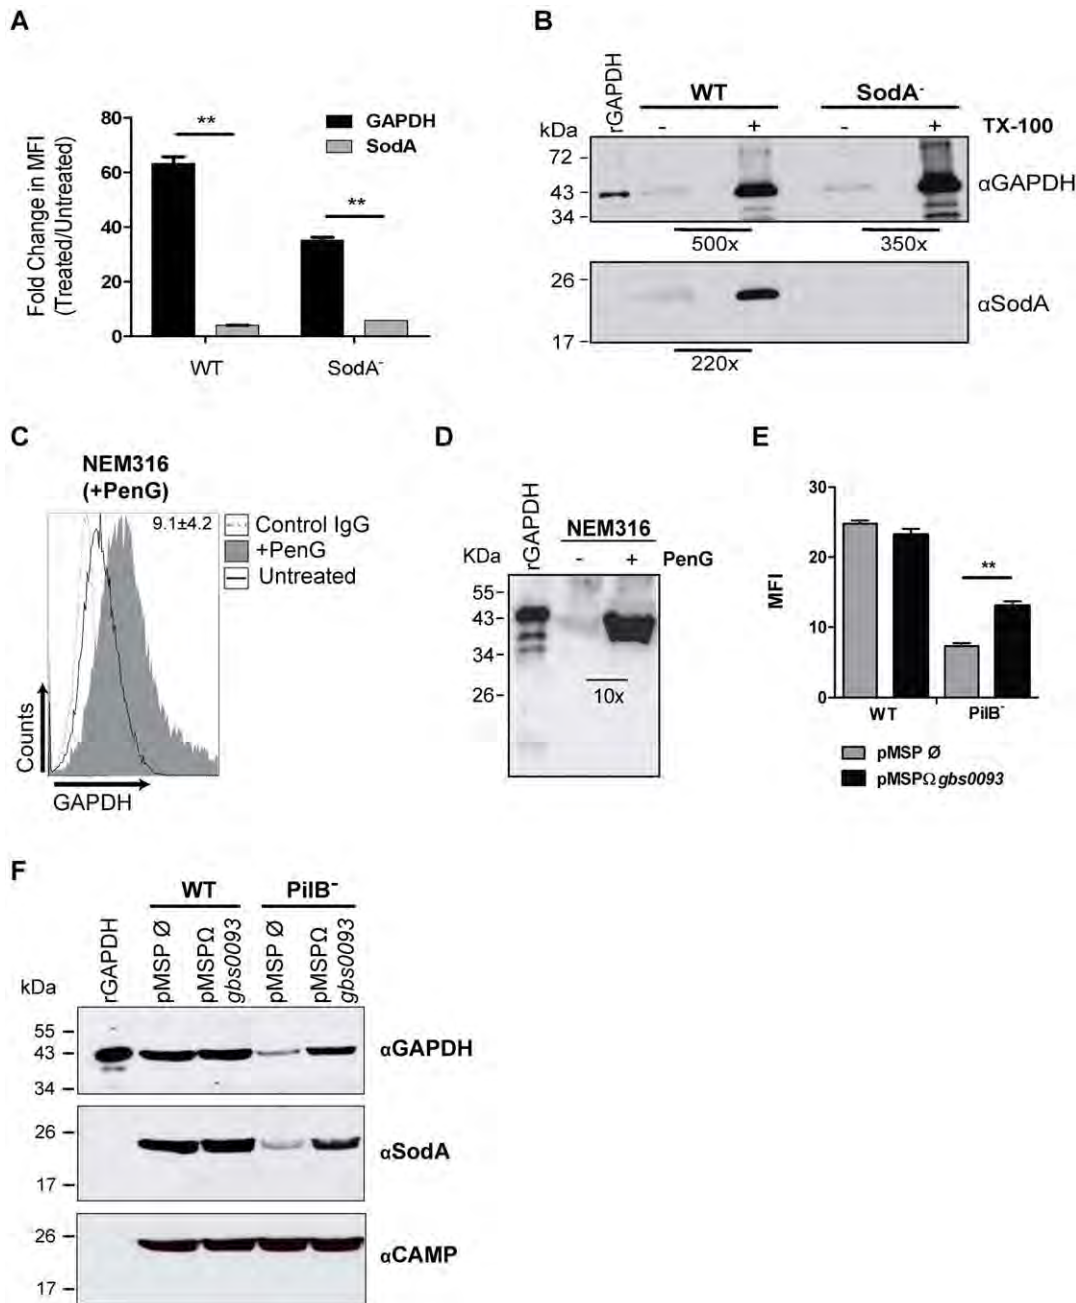 A
80
60
40
20
0
Fold Change in MFI
(Treated/Untreated)
**
**
GAPDH
SodA
WT
SodA-
B
rGAPDH
WT
SodA-
kDa
-
+
-
+
TX-100
72
43
34
αGAPDH
500x
350x
26
17
αSodA
220x
C
NEM316
(+PenG)
9.1±4.2
Control IgG
+PenG
Untreated
Counts
GAPDH
D
rGAPDH
NEM316
KDa
-
+
PenG
55
43
34
26
10x
E
30
20
10
0
MFI
**
WT
PilB-
pMSP Ø
pMSPΩ gbs0093
F
WT
PilB-
kDa
rGAPDH
pMSP Ø
pMSPΩ
gbs0093
pMSP Ø
pMSPΩ
gbs0093
55
43
34
αGAPDH
26
17
αSodA
26
17
αCAMP